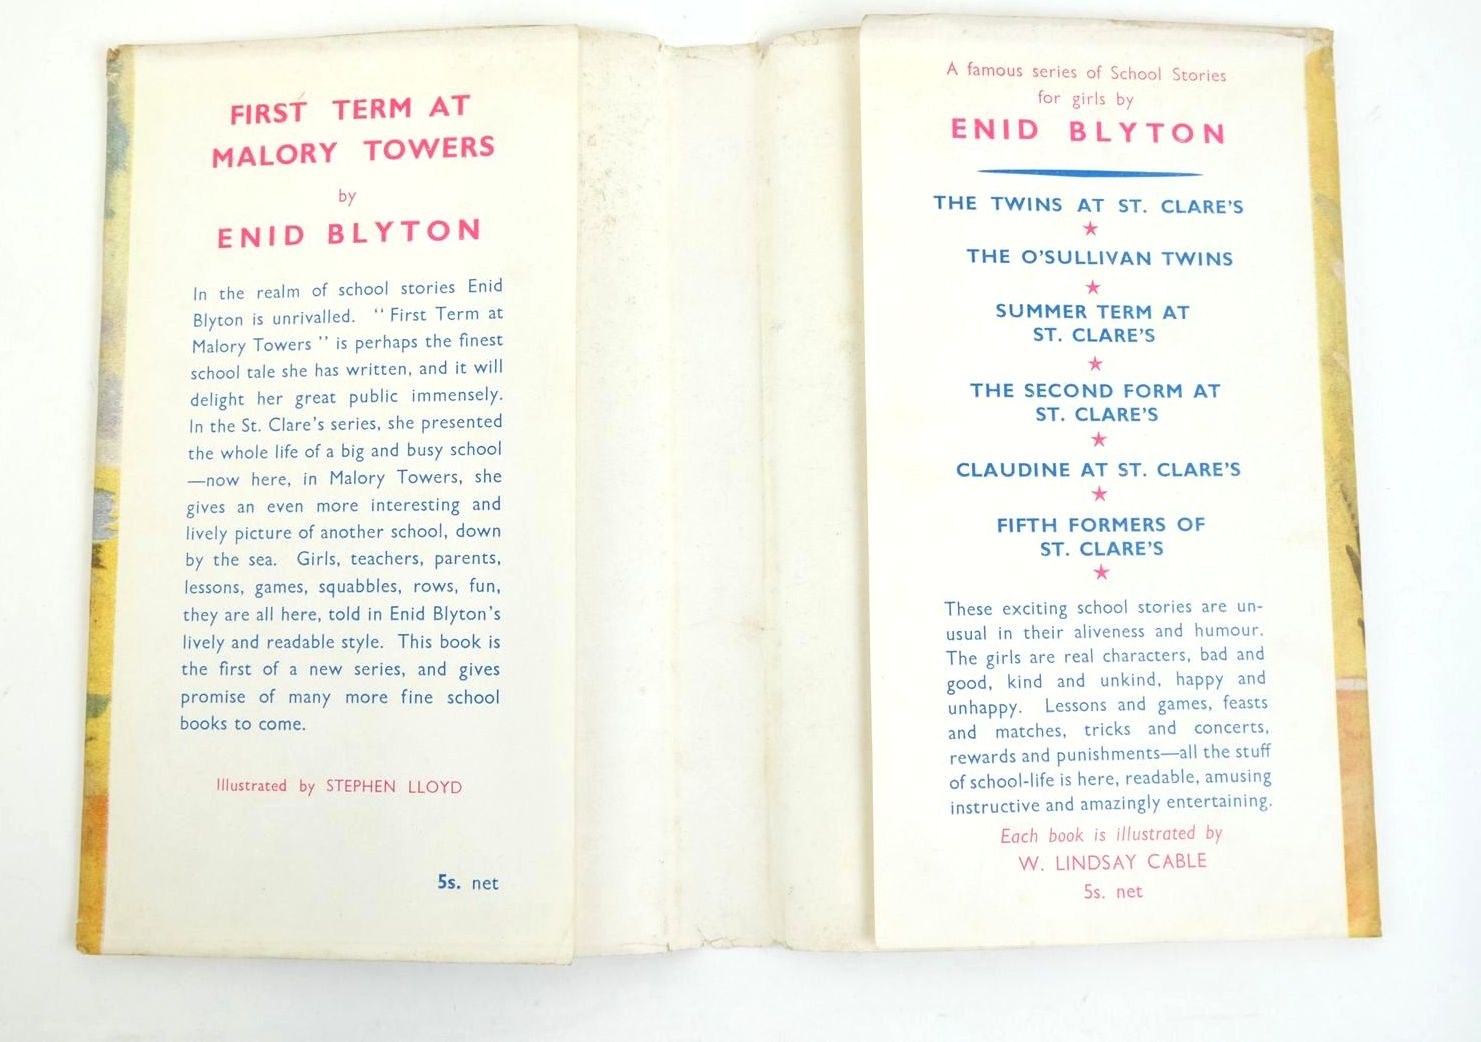 FIRST TERM AT
MALORY TOWERS
by
ENID BLYTON
In the realm of school stories Enid
Blyton is unrivalled. “ First Term at
Malory Towers ” is perhaps the finest
school tale she has written, and it will
delight her great public immensely.
In the St. Clare's series, she presented
the whole life of a big and busy school
—now here, in Malory Towers, she
gives an even more interesting and
lively picture of another school, down
by the sea. Girls, teachers, parents,
lessons, games, squabbles, rows, fun,
they are all here, told in Enid Blyton's
lively and readable style. This book is
the first of a new series, and gives
promise of many more fine school
books to come.
Illustrated by STEPHEN LLOYD
5s. net
A famous series of School Stories
for girls by
ENID BLYTON
THE TWINS AT ST. CLARE'S
★
THE O'SULLIVAN TWINS
★
SUMMER TERM AT
ST. CLARE'S
★
THE SECOND FORM AT
ST. CLARE'S
★
CLAUDINE AT ST. CLARE'S
★
FIFTH FORMERS OF
ST. CLARE'S
★
These exciting school stories are un-
usual in their aliveness and humour.
The girls are real characters, bad and
good, kind and unkind, happy and
unhappy. Lessons and games, feasts
and matches, tricks and concerts,
rewards and punishments—all the stuff
of school-life is here, readable, amusing
instructive and amazingly entertaining.
Each book is illustrated by
W. LINDSAY CABLE
5s. net